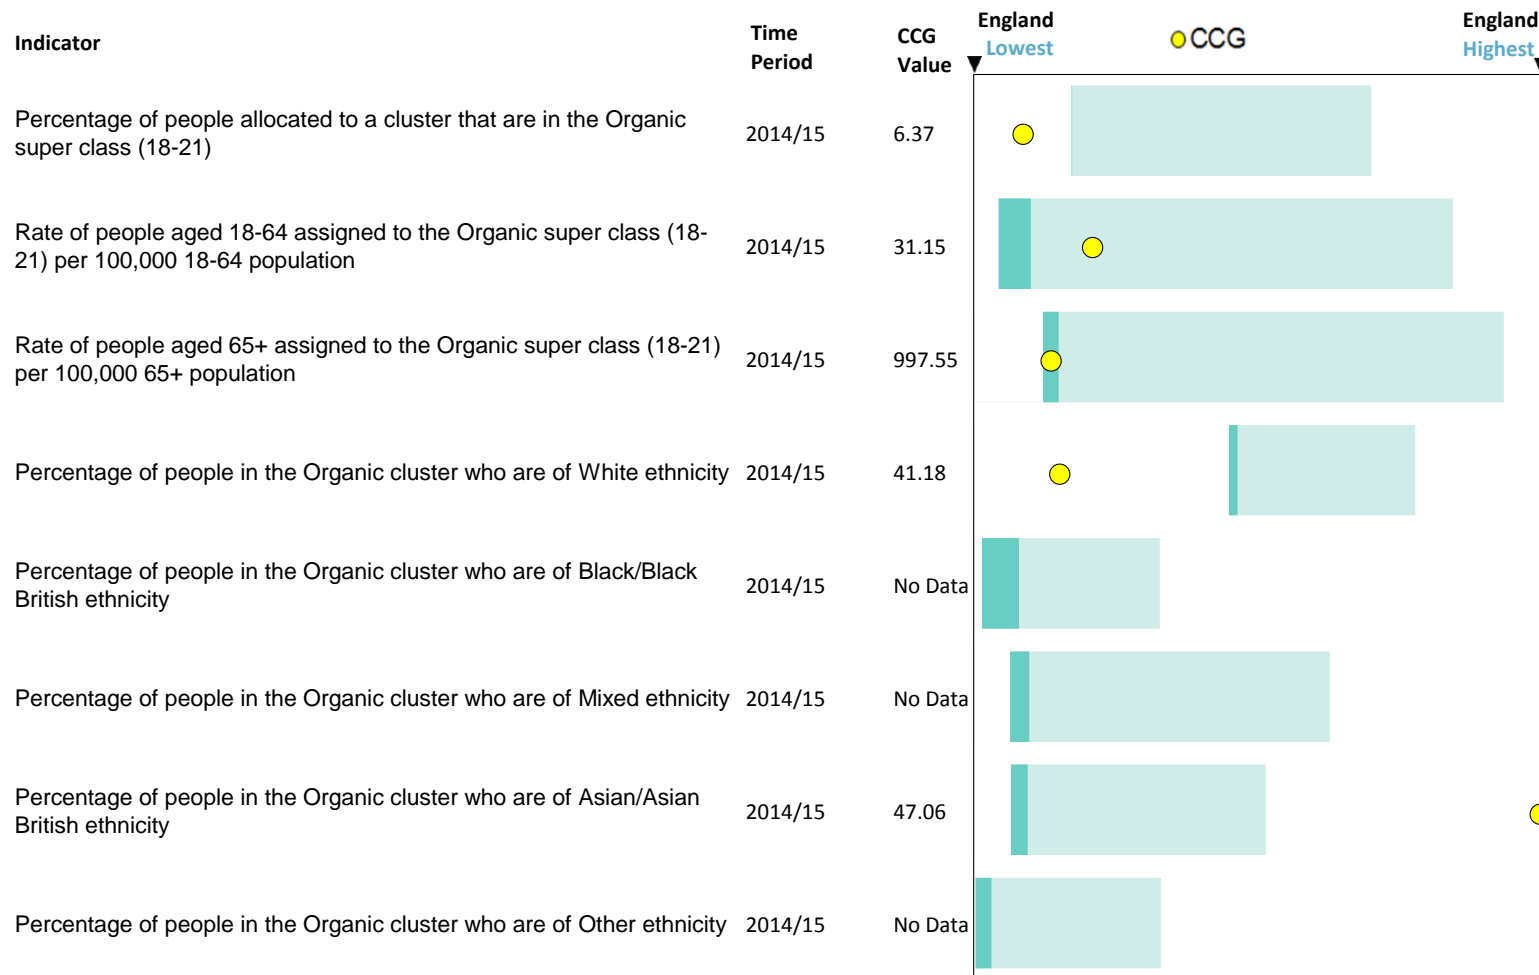 Indicator
Time
Period
CCG
Value
England
Lowest
CCG
England
Highest
Percentage of people allocated to a cluster that are in the Organic
super class (18-21)
2014/15
6.37
Rate of people aged 18-64 assigned to the Organic super class (18-
21) per 100,000 18-64 population
2014/15
31.15
Rate of people aged 65+ assigned to the Organic super class (18-21)
per 100,000 65+ population
2014/15
997.55
Percentage of people in the Organic cluster who are of White ethnicity
2014/15
41.18
Percentage of people in the Organic cluster who are of Black/Black
British ethnicity
2014/15
No Data
Percentage of people in the Organic cluster who are of Mixed ethnicity
2014/15
No Data
Percentage of people in the Organic cluster who are of Asian/Asian
British ethnicity
2014/15
47.06
Percentage of people in the Organic cluster who are of Other ethnicity
2014/15
No Data